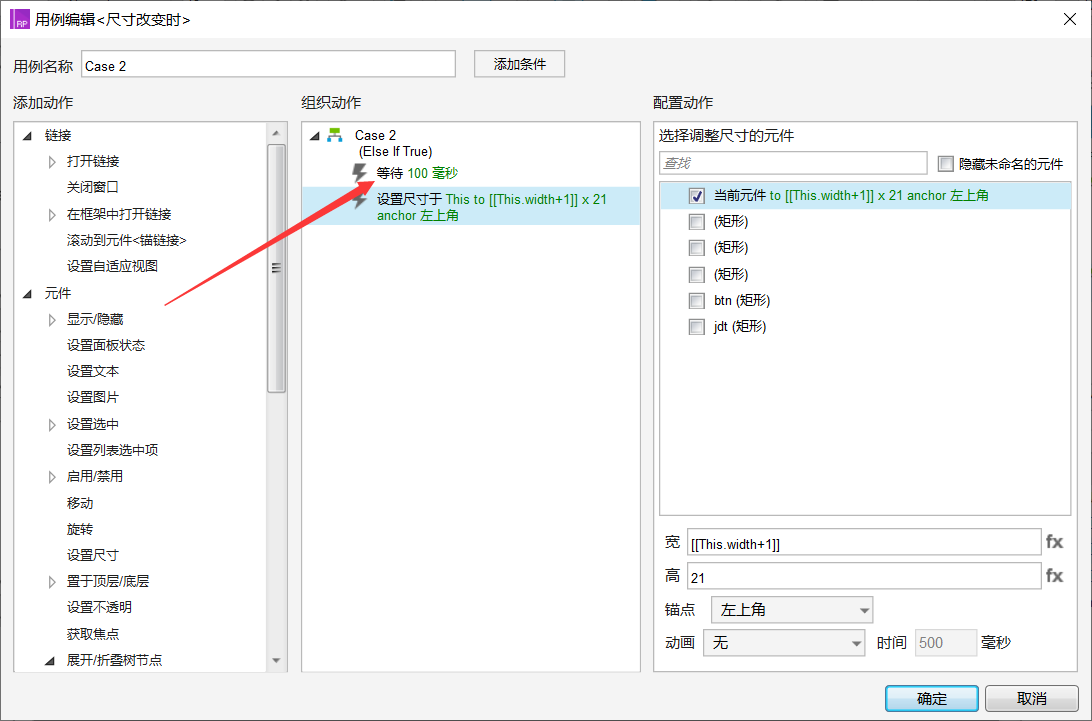 用例编辑<尺寸改变时>
用例名称 Case 2 添加条件
添加动作
链接
打开链接
关闭窗口
在框架中打开链接
滚动到元件<锚链接>
设置自适应视图
元件
显示/隐藏
设置面板状态
设置文本
设置图片
设置选中
设置列表选中项
启用/禁用
移动
旋转
设置尺寸
置于顶层/底层
设置不透明
获取焦点
展开/折叠树节点
组织动作
Case 2
(Else If True)
等待 100 毫秒
设置尺寸于 This to [[This.width+1]] x 21
anchor 左上角
配置动作
选择调整尺寸的元件
查找 隐藏未命名的元件
当前元件 to [[This.width+1]] x 21 anchor 左上角
(矩形)
(矩形)
(矩形)
btn (矩形)
jdt (矩形)
宽 [[This.width+1]] fx
高 21 fx
锚点 左上角
动画 无 时间 500 毫秒
确定 取消